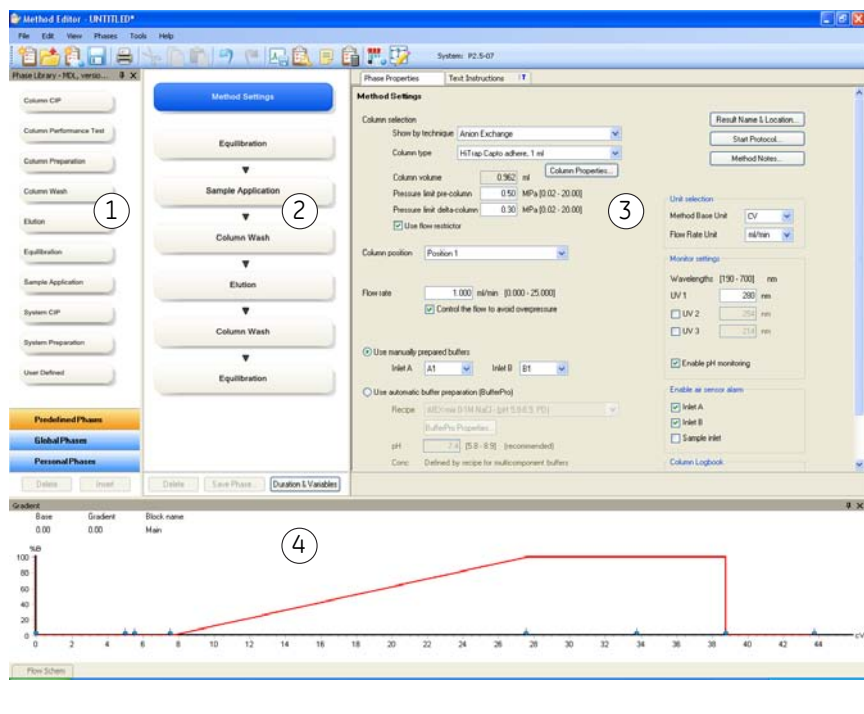 Method Editor - UNTITLED*
File Edit View Phases Tools Help
System: P2.5-07
Phase Library - MDL, versio...
Column CIP
Column Performance Test
Column Preparation
Column Wash
Elution
Equilibration
Sample Application
System CIP
System Preparation
User Defined
Predefined Phases
Global Phases
Personal Phases
Delete Insert
1
Method Settings
Equilibration
Sample Application
Column Wash
Elution
Column Wash
Equilibration
Delete Save Phase... Duration & Variables
2
Phase Properties Text Instructions
Method Settings
Column selection
Show by technique Anion Exchange
Column type HiTrap Capto adhere, 1 ml
Column volume 0.962 ml Column Properties...
Pressure limit pre-column 0.50 MPa [0.02 - 20.00]
Pressure limit delta-column 0.30 MPa [0.02 - 20.00]
Use flow restrictor
Column position Position 1
Flow rate 1.000 ml/min [0.000 - 25.000]
Control the flow to avoid overpressure
Use manually prepared buffers
Inlet A A1 Inlet B B1
Use automatic buffer preparation (BufferPro)
Recipe
BufferPro Properties...
pH 7.4 [5.8 - 8.9] (recommended)
Conc Defined by recipe for multicomponent buffers
3
Result Name & Location...
Start Protocol...
Method Notes...
Unit selection
Method Base Unit CV
Flow Rate Unit ml/min
Monitor settings
Wavelengths [190 - 700] nm
UV 1 280 nm
UV 2 254 nm
UV 3 214 nm
Enable pH monitoring
Enable air sensor alarm
Inlet A
Inlet B
Sample inlet
Column Logbook
Gradient
Base Gradient Block name
0.00 0.00 Main
4
%B
100
80
60
40
20
0
0 2 4 6 8 10 12 14 16 18 20 22 24 26 28 30 32 34 36 38 40 42 44 CV
Flow Schem